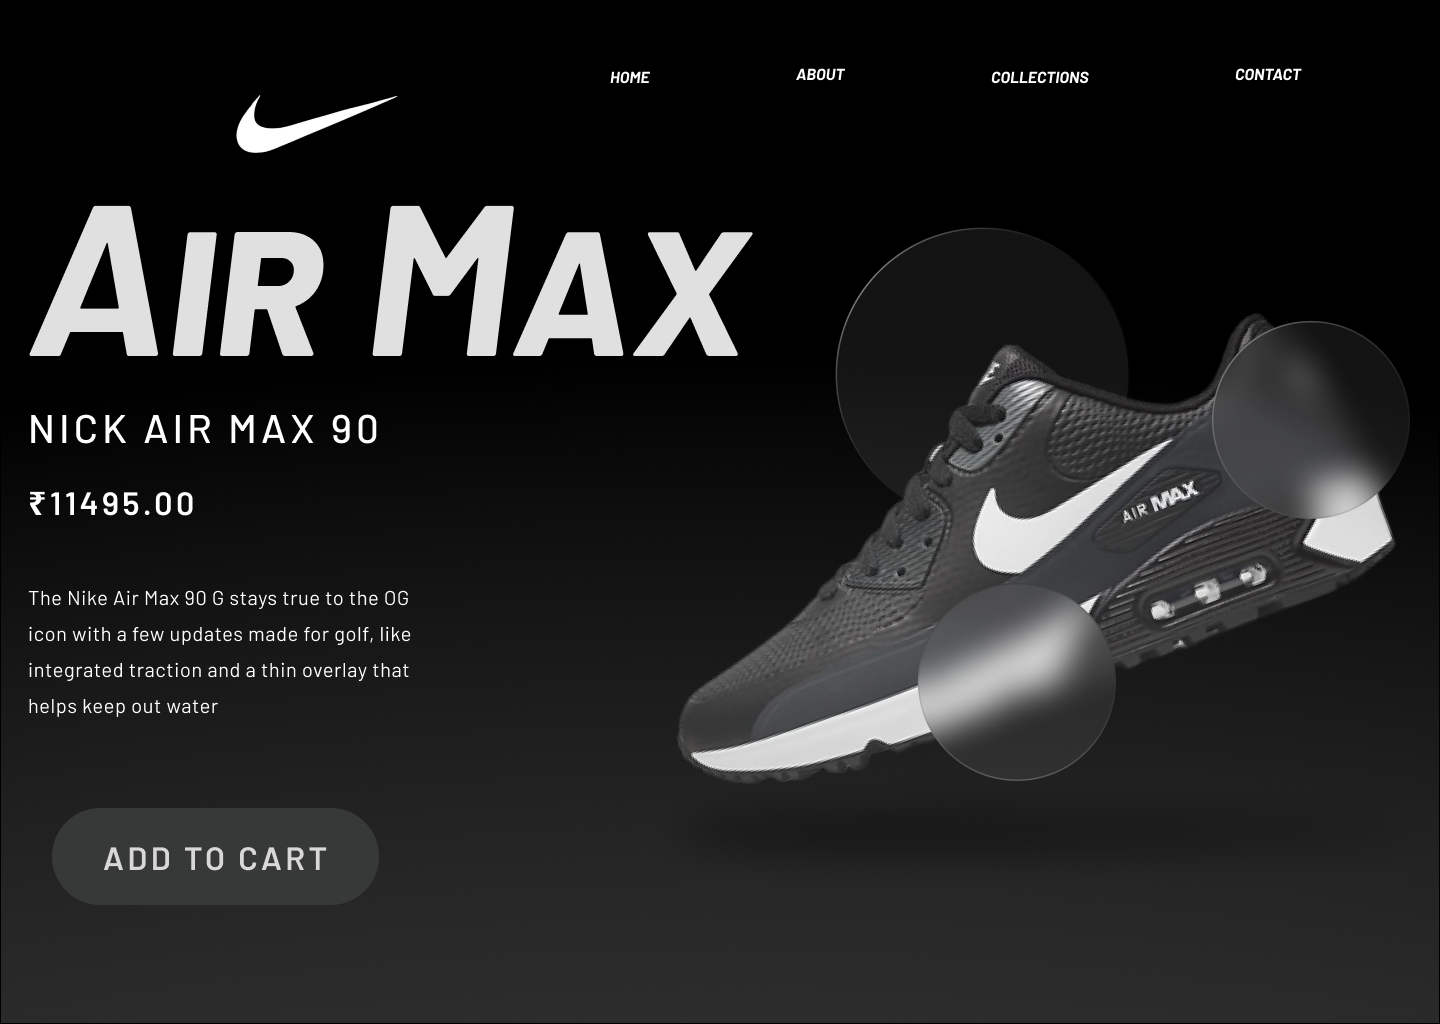 HOME ABOUT COLLECTIONS CONTACT
AIR MAX
NICK AIR MAX 90
₹11495.00
The Nike Air Max 90 G stays true to the OG
icon with a few updates made for golf, like
integrated traction and a thin overlay that
helps keep out water
ADD TO CART
AIR MAX